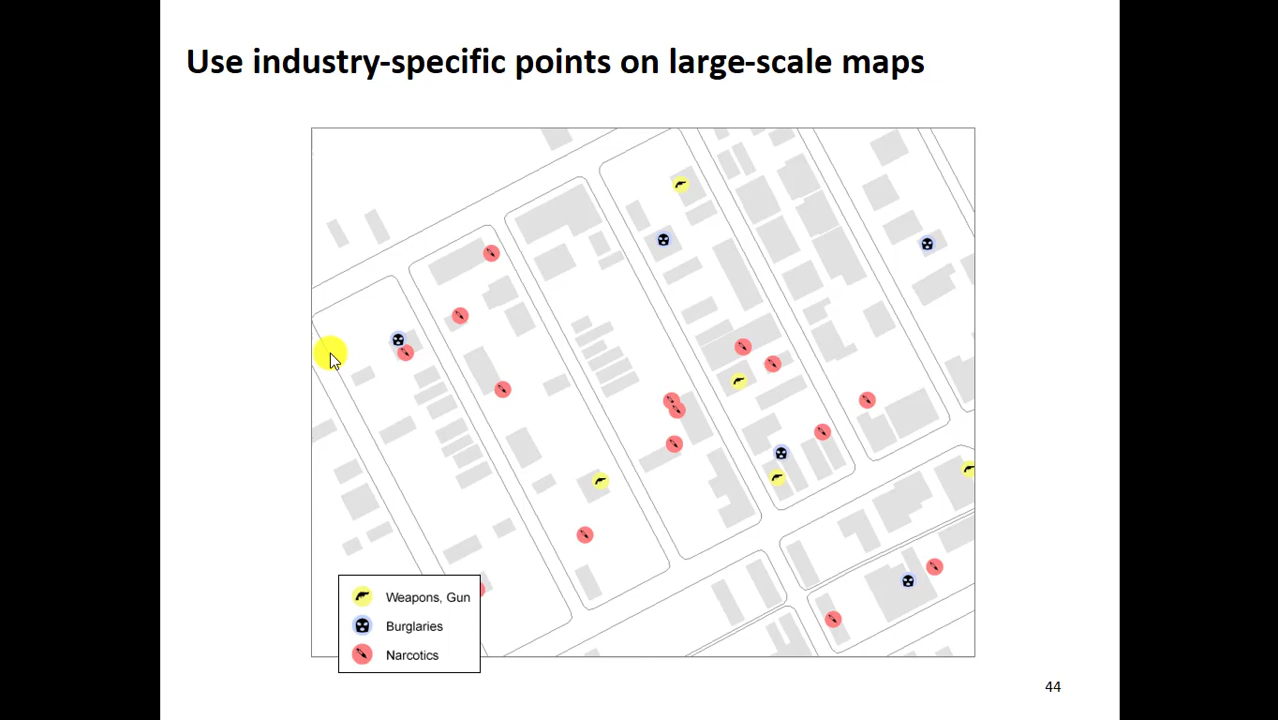 Use industry-specific points on large-scale maps
Weapons, Gun
Burglaries
Narcotics
44